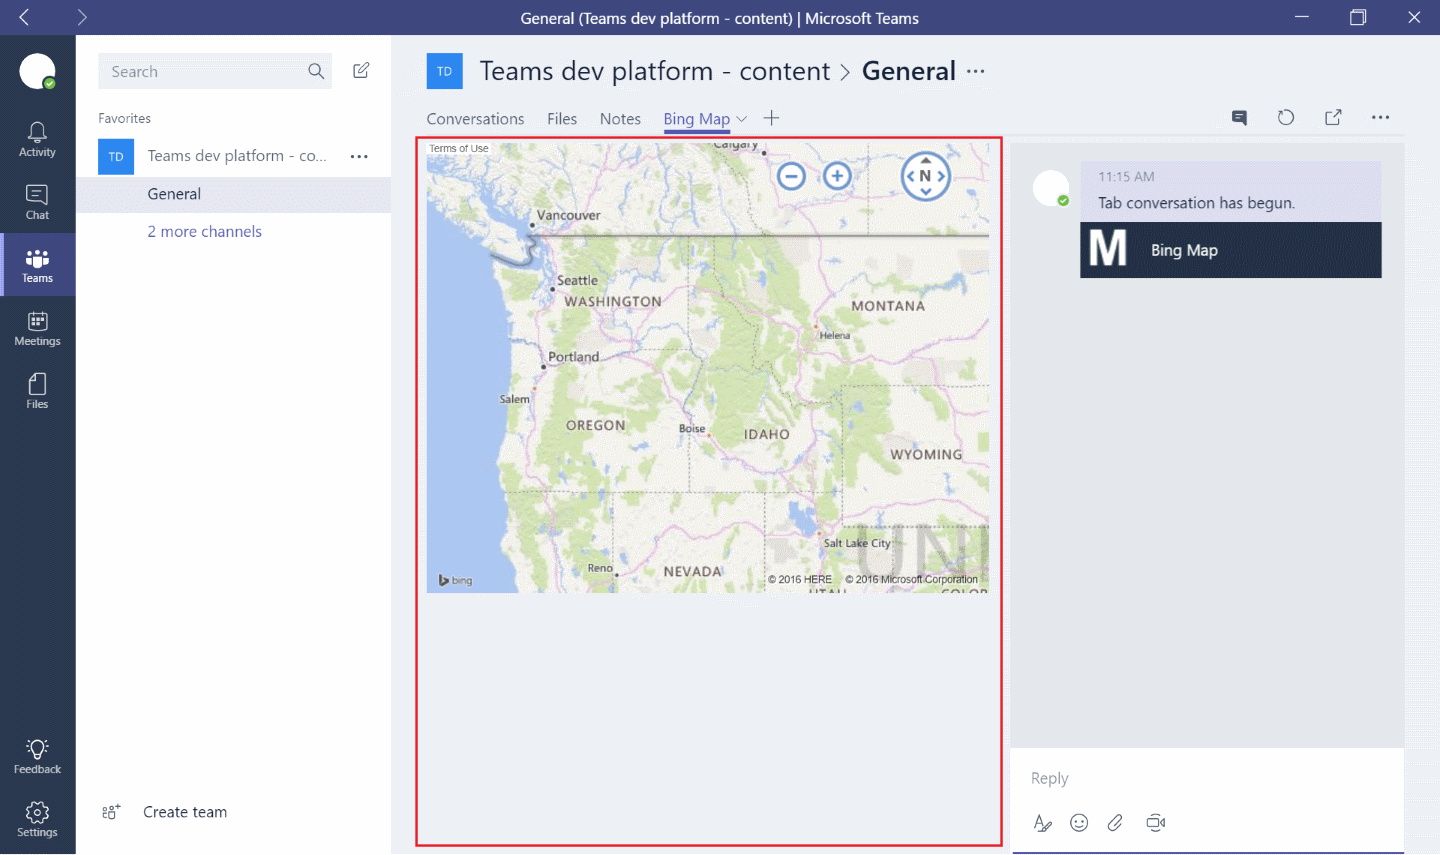 General (Teams dev platform - content) | Microsoft Teams
Search
Activity
Chat
Teams
Meetings
Files
Feedback
Settings
Favorites
TD Teams dev platform - co...
General
2 more channels
Create team
TD Teams dev platform - content > General
Conversations Files Notes Bing Map
Terms of Use
Calgary
N
Vancouver
Seattle
WASHINGTON
MONTANA
Helena
Portland
Salem
OREGON
Boise
IDAHO
WYOMING
Salt Lake City
UNI
Reno
NEVADA
bing
© 2016 HERE © 2016 Microsoft Corporation
UTAH
COLOR
11:15 AM
Tab conversation has begun.
M Bing Map
Reply